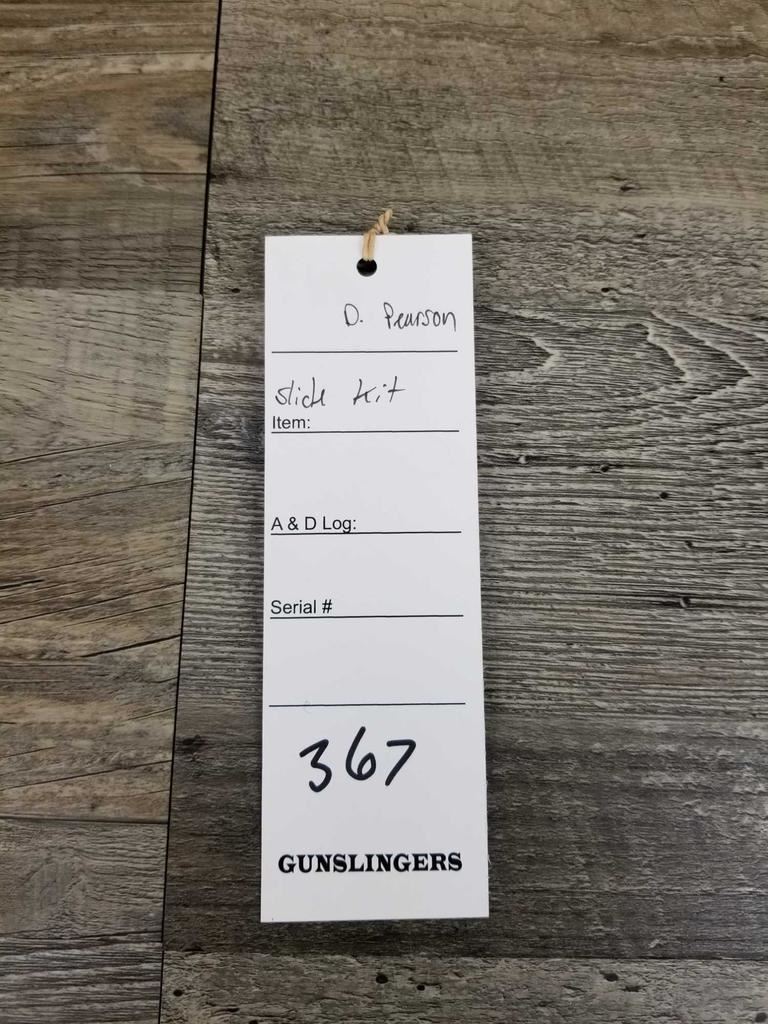 D. Pearson
Slide Kit
Item:
A & D Log:
Serial #
367
GUNSLINGERS